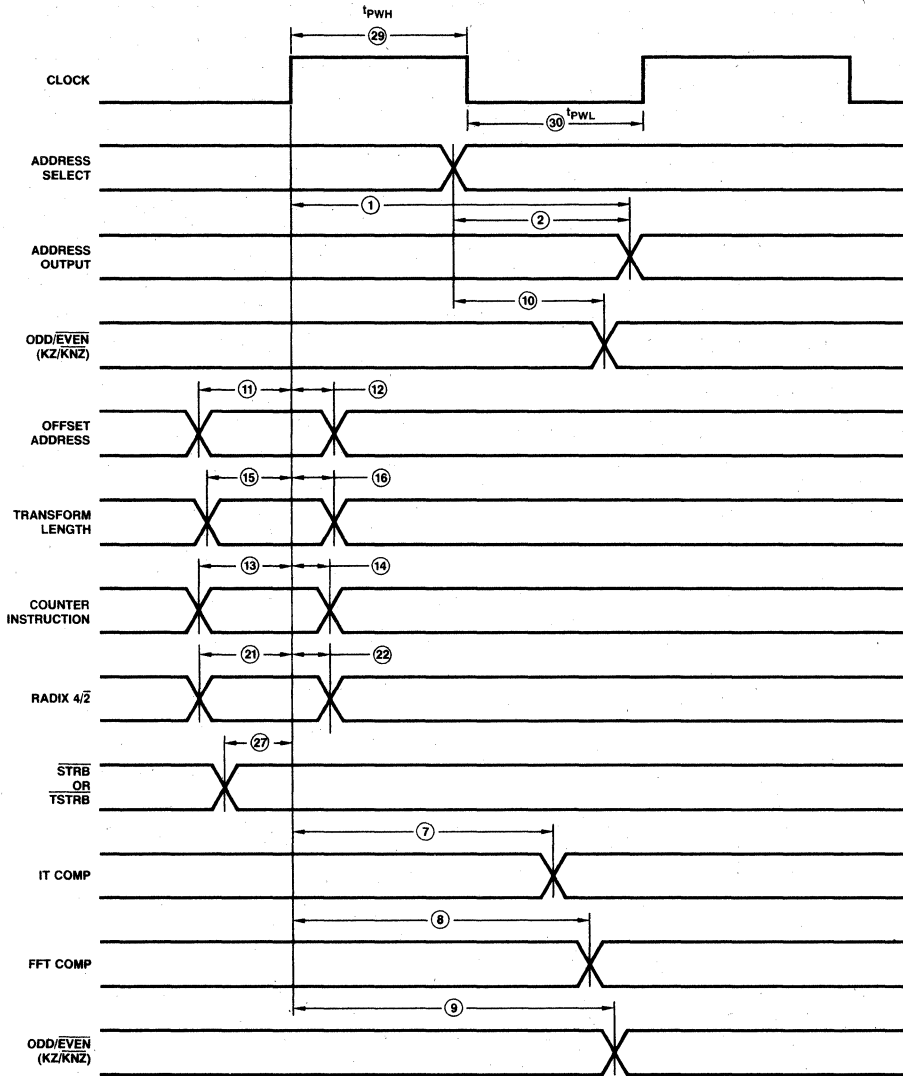 tPWH
29
CLOCK
30 tPWL
ADDRESS
SELECT
1
2
ADDRESS
OUTPUT
10
ODD/EVEN
(KZ/KNZ)
11 12
OFFSET
ADDRESS
15 16
TRANSFORM
LENGTH
13 14
COUNTER
INSTRUCTION
21 22
RADIX 4/2
27
STRB
OR
TSTRB
7
IT COMP
8
FFT COMP
9
ODD/EVEN
(KZ/KNZ)